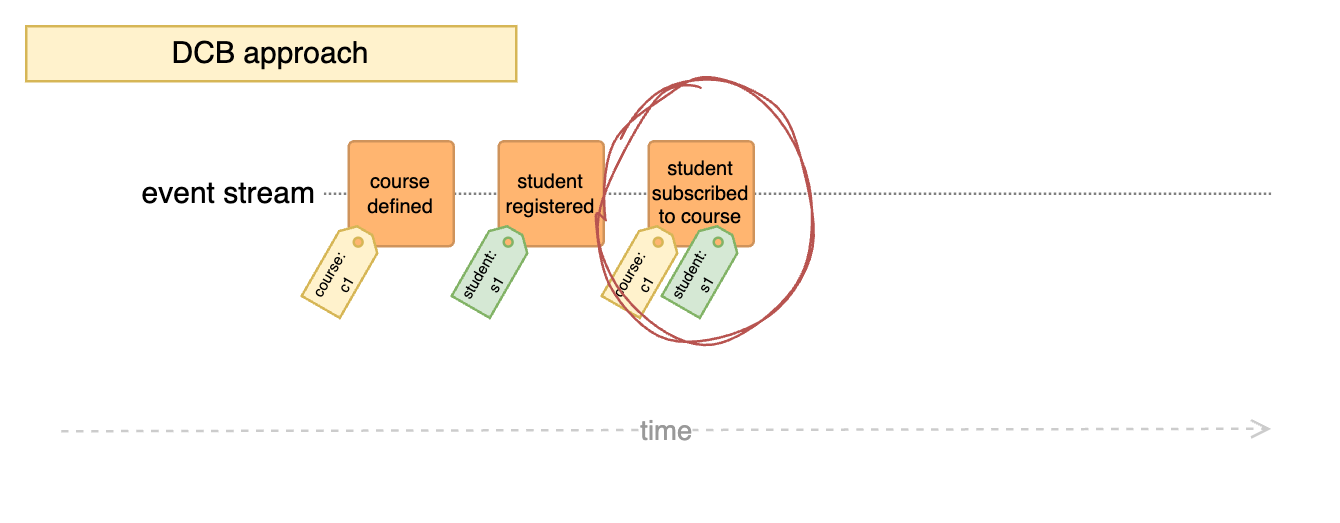 DCB approach
event stream
course
defined
student
registered
student
subscribed
to course
course:
c1
student:
s1
course:
c1
student:
s1
time